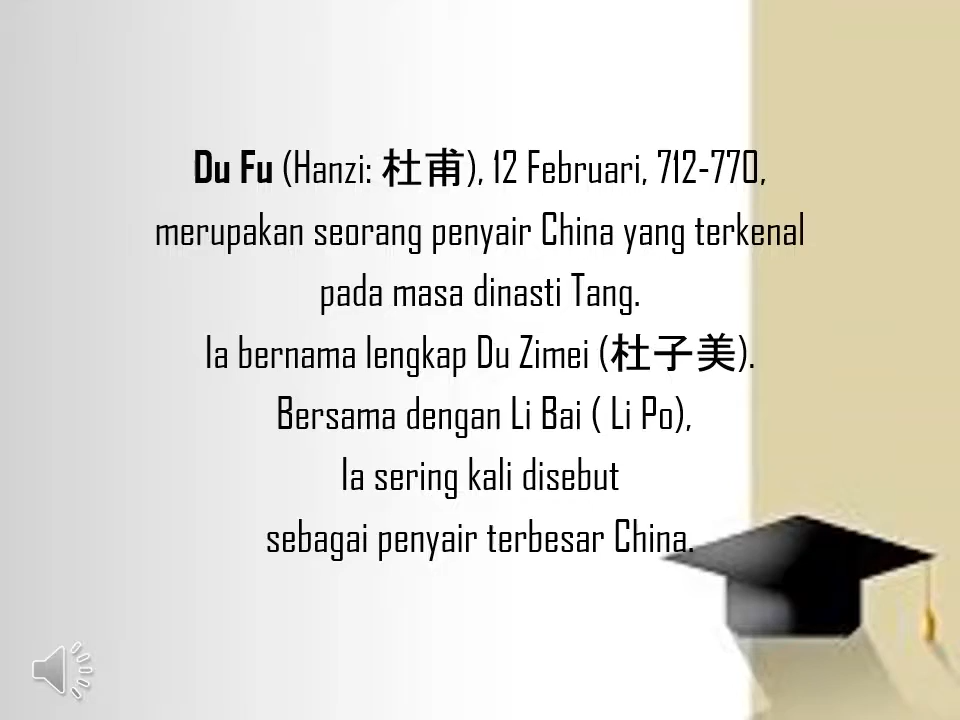 Du Fu (Hanzi: 杜甫), 12 Februari, 712-770,
merupakan seorang penyair China yang terkenal
pada masa dinasti Tang.
Ia bernama lengkap Du Zimei (杜子美).
Bersama dengan Li Bai ( Li Po),
Ia sering kali disebut
sebagai penyair terbesar China.